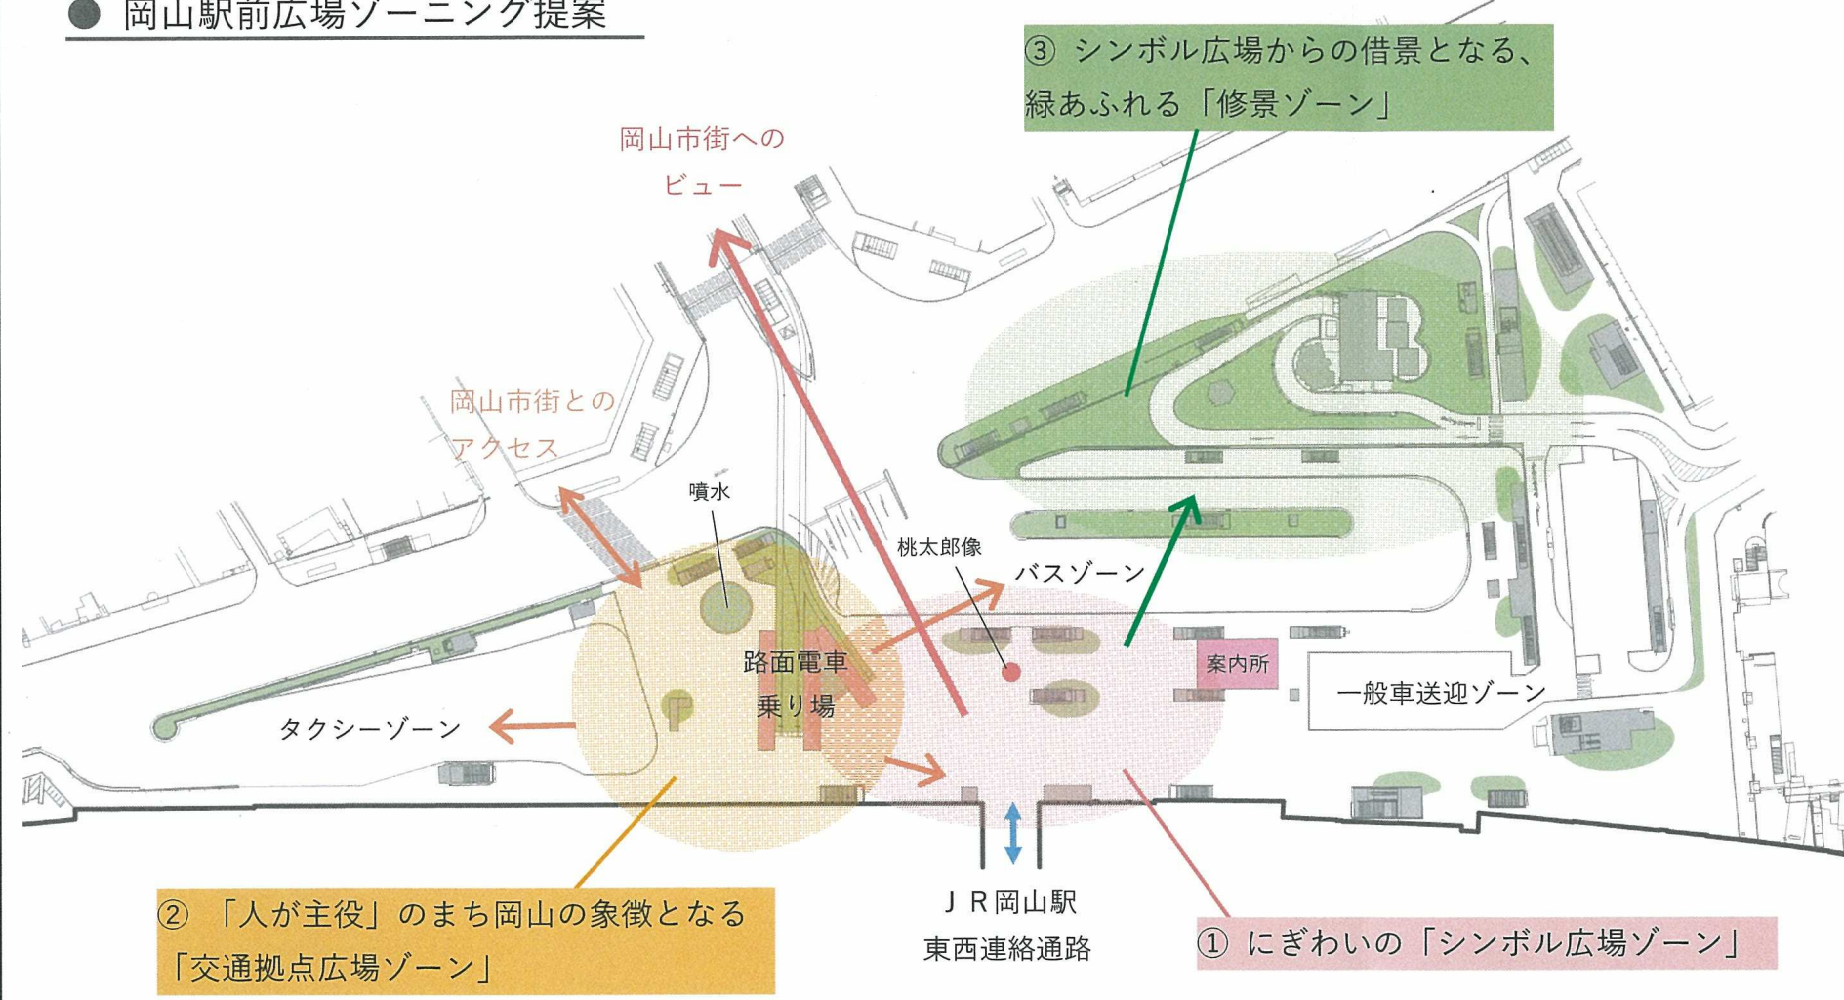 ● 岡山駅前広場ゾーニング提案
③ シンボル広場からの借景となる、
緑あふれる「修景ゾーン」
岡山市街への
ビュー
岡山市街との
アクセス
噴水
桃太郎像
バスゾーン
路面電車
乗り場
案内所
一般車送迎ゾーン
タクシーゾーン
ＪＲ岡山駅
東西連絡通路
② 「人が主役」のまち岡山の象徴となる
「交通拠点広場ゾーン」
① にぎわいの「シンボル広場ゾーン」